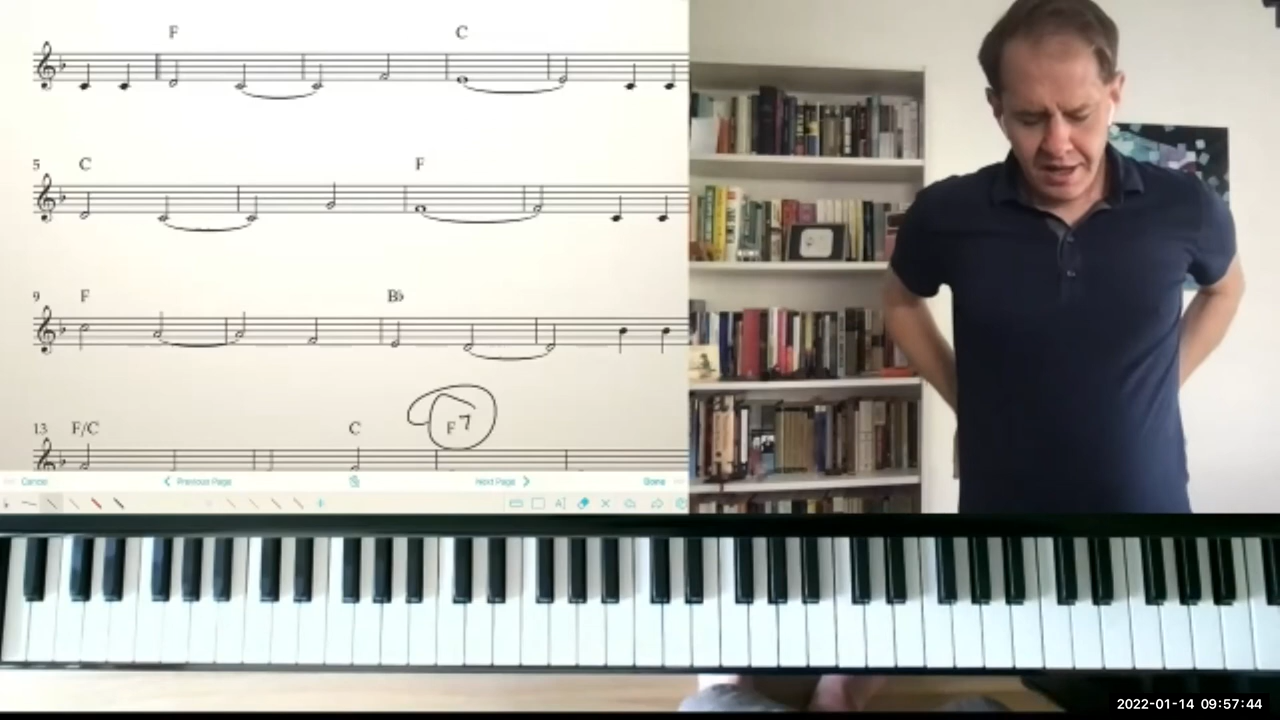 F C
5 C F
9 F B♭
13 F/C C F7
Cancel Previous Page Next Page Done
2022-01-14 09:57:44